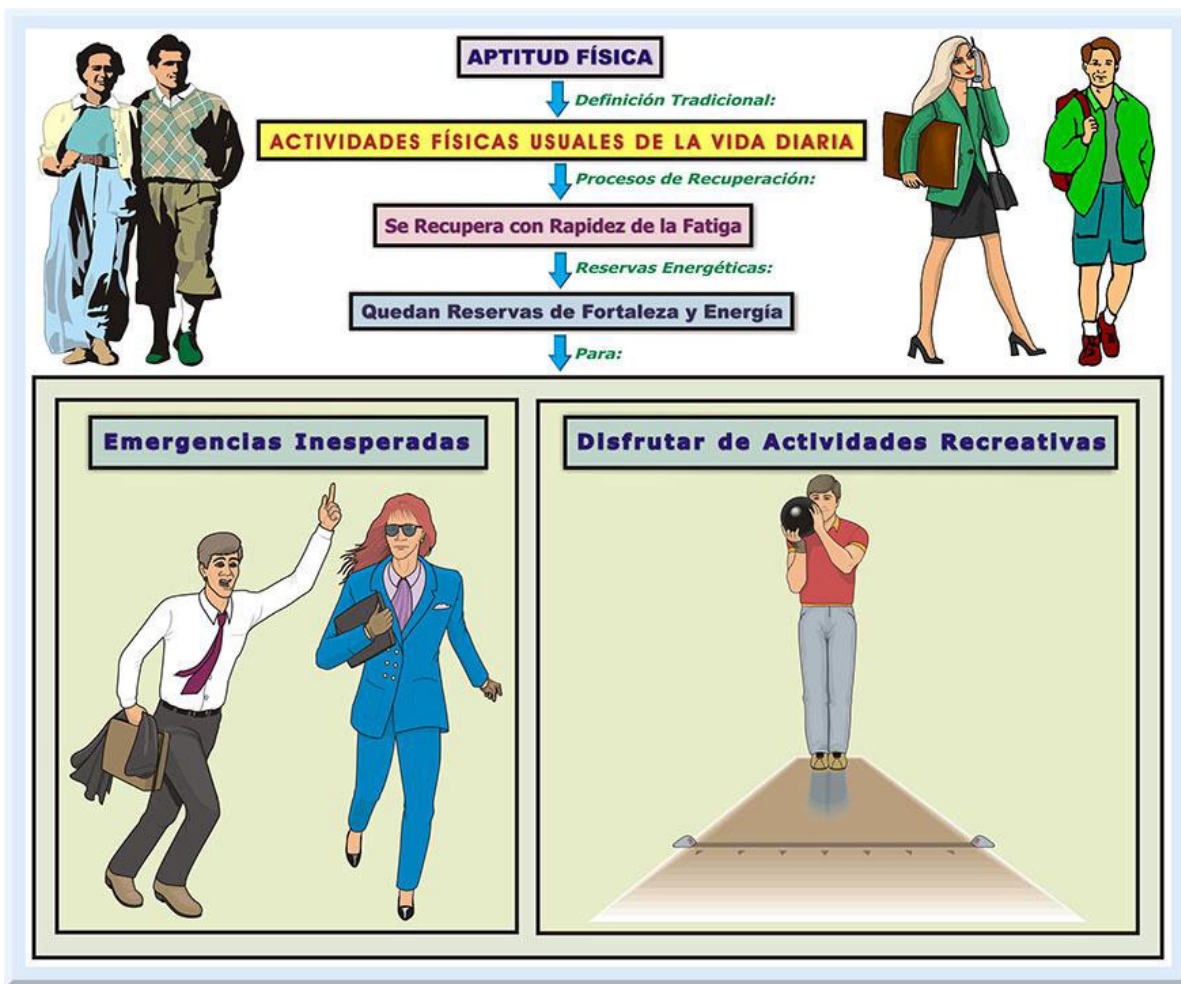 APTITUD FÍSICA
Definición Tradicional:
ACTIVIDADES FÍSICAS USUALES DE LA VIDA DIARIA
Procesos de Recuperación:
Se Recupera con Rapidez de la Fatiga
Reservas Energéticas:
Quedan Reservas de Fortaleza y Energía
Para:
Emergencias Inesperadas
Disfrutar de Actividades Recreativas